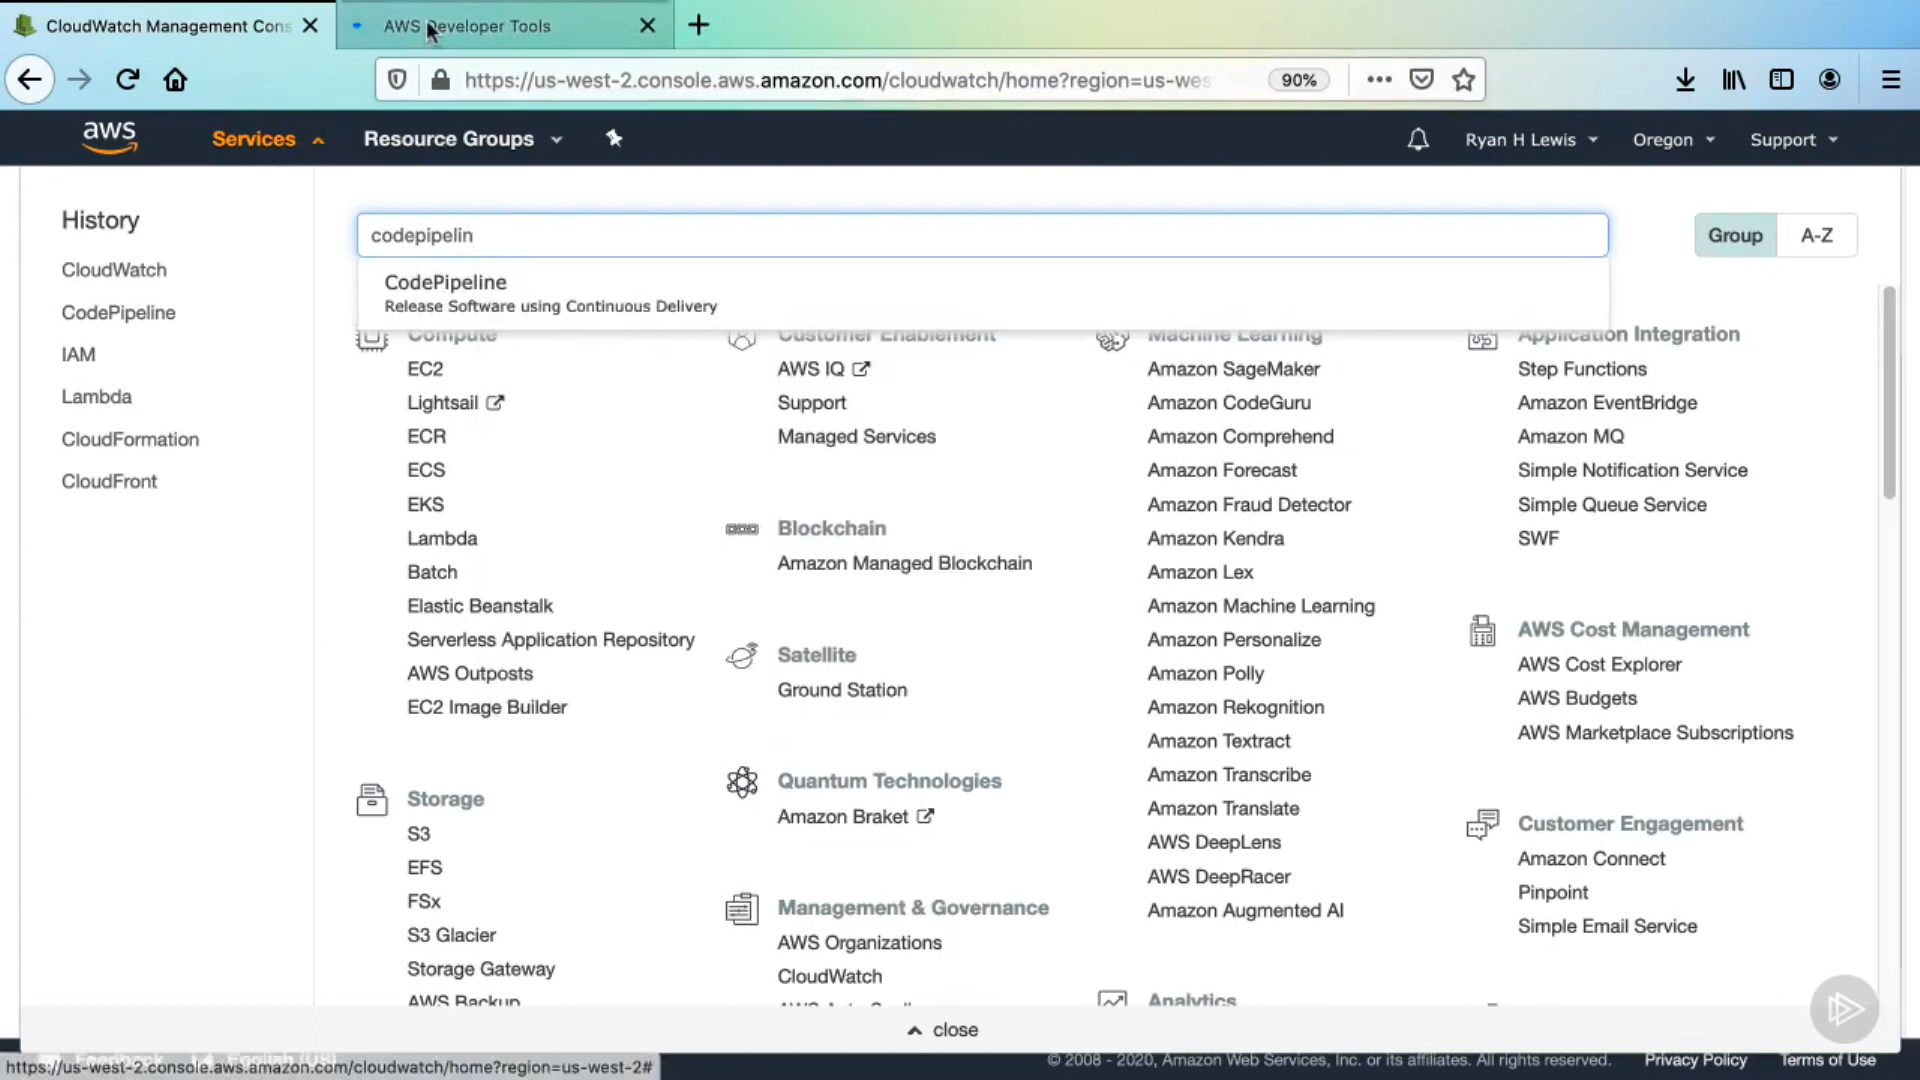 CloudWatch Management Cons
AWS Developer Tools
https://us-west-2.console.aws.amazon.com/cloudwatch/home?region=us-wes
90%
aws
Services
Resource Groups
Ryan H Lewis
Oregon
Support
History
CloudWatch
CodePipeline
IAM
Lambda
CloudFormation
CloudFront
codepipelin
Group
A-Z
CodePipeline
Release Software using Continuous Delivery
Compute
EC2
Lightsail
ECR
ECS
EKS
Lambda
Batch
Elastic Beanstalk
Serverless Application Repository
AWS Outposts
EC2 Image Builder
Storage
S3
EFS
FSx
S3 Glacier
Storage Gateway
AWS Backup
Customer Enablement
AWS IQ
Support
Managed Services
Blockchain
Amazon Managed Blockchain
Satellite
Ground Station
Quantum Technologies
Amazon Braket
Management & Governance
AWS Organizations
CloudWatch
Machine Learning
Amazon SageMaker
Amazon CodeGuru
Amazon Comprehend
Amazon Forecast
Amazon Fraud Detector
Amazon Kendra
Amazon Lex
Amazon Machine Learning
Amazon Personalize
Amazon Polly
Amazon Rekognition
Amazon Textract
Amazon Transcribe
Amazon Translate
AWS DeepLens
AWS DeepRacer
Amazon Augmented AI
Analytics
Application Integration
Step Functions
Amazon EventBridge
Amazon MQ
Simple Notification Service
Simple Queue Service
SWF
AWS Cost Management
AWS Cost Explorer
AWS Budgets
AWS Marketplace Subscriptions
Customer Engagement
Amazon Connect
Pinpoint
Simple Email Service
close
Feedback
English (US)
https://us-west-2.console.aws.amazon.com/cloudwatch/home?region=us-west-2#
© 2008 - 2020, Amazon Web Services, Inc. or its affiliates. All rights reserved.
Privacy Policy
Terms of Use